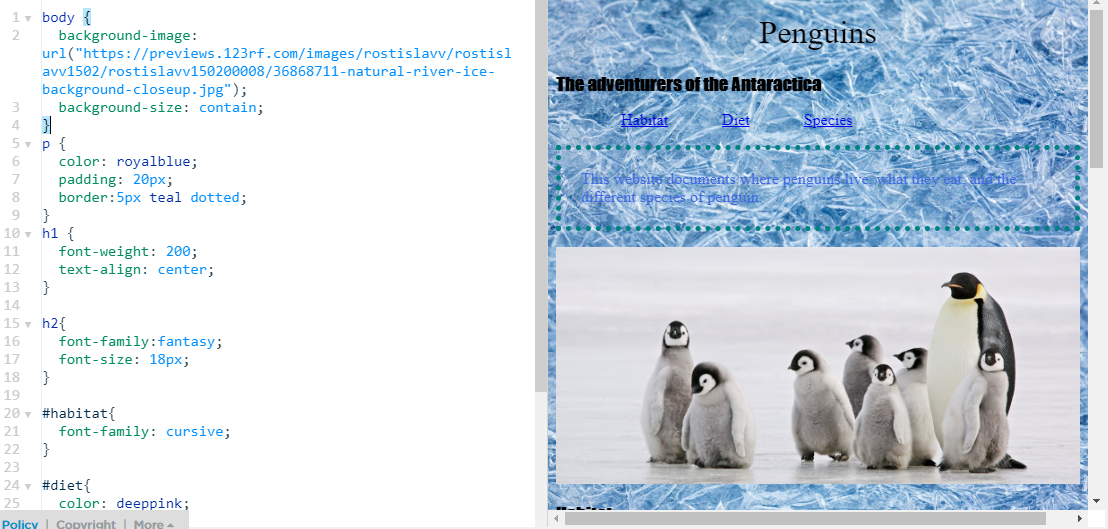 1 body {
2 background-image:
url("https://previews.123rf.com/images/rostislavv/rostisl
avv1502/rostislavv150200008/36868711-natural-river-ice-
background-closeup.jpg");
3 background-size: contain;
4 }
5 p {
6 color: royalblue;
7 padding: 20px;
8 border:5px teal dotted;
9 }
10 h1 {
11 font-weight: 200;
12 text-align: center;
13 }
14
15 h2{
16 font-family:fantasy;
17 font-size: 18px;
18 }
19
20 #habitat{
21 font-family: cursive;
22 }
23
24 #diet{
25 color: deeppink;
Policy | Copyright | More
Penguins
The adventurers of the Antaractica
Habitat Diet Species
This website documents where penguins live, what they eat, and the
different species of penguin.
Habitat